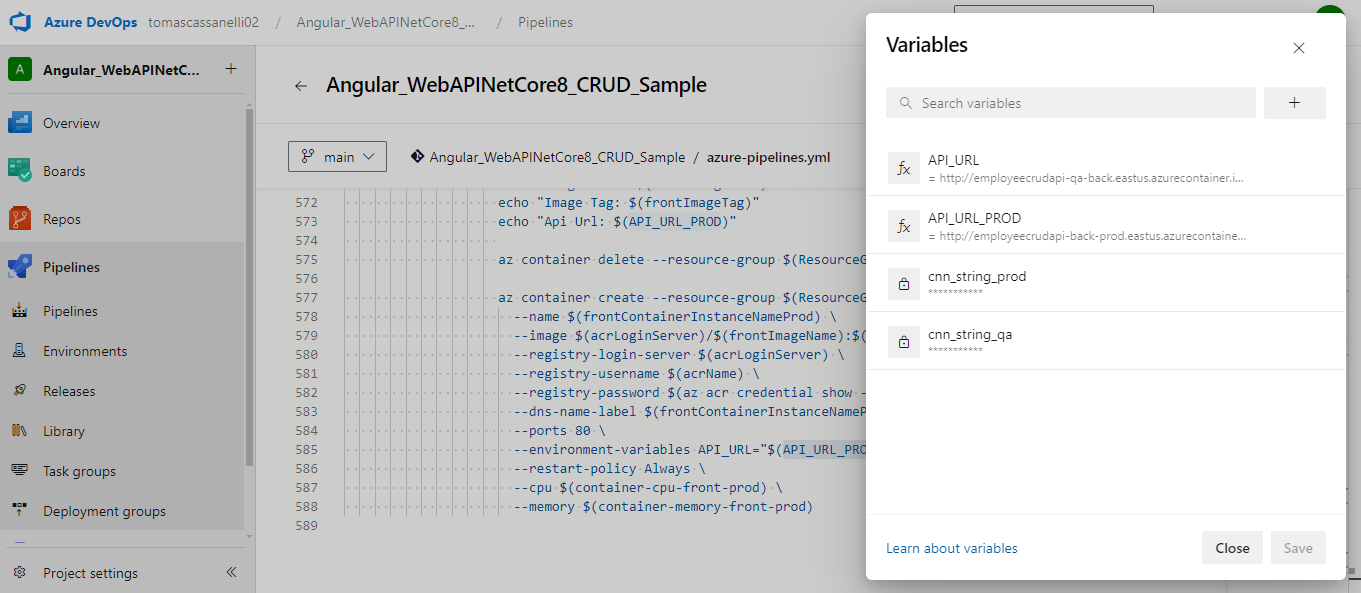 Azure DevOps tomascassanelli02 / Angular_WebAPINetCore8_... / Pipelines
A Angular_WebAPINetC... +
Overview
Boards
Repos
Pipelines
Pipelines
Environments
Releases
Library
Task groups
Deployment groups
Project settings
Angular_WebAPINetCore8_CRUD_Sample
main
Angular_WebAPINetCore8_CRUD_Sample / azure-pipelines.yml
572 echo "Image Tag: $(frontImageTag)"
573 echo "Api Url: $(API_URL_PROD)"
574
575 az container delete --resource-group $(ResourceG
576
577 az container create --resource-group $(ResourceG
578 --name $(frontContainerInstanceNameProd) \
579 --image $(acrLoginServer)/$(frontImageName):$(
580 --registry-login-server $(acrLoginServer) \
581 --registry-username $(acrName) \
582 --registry-password $(az acr credential show -
583 --dns-name-label $(frontContainerInstanceNameP
584 --ports 80 \
585 --environment-variables API_URL="$(API_URL_PRO
586 --restart-policy Always \
587 --cpu $(container-cpu-front-prod) \
588 --memory $(container-memory-front-prod)
589
Variables
Search variables
+
fx API_URL
= http://employeecrudapi-qa-back.eastus.azurecontainer.i...
fx API_URL_PROD
= http://employeecrudapi-back-prod.eastus.azurecontaine...
cnn_string_prod
***********
cnn_string_qa
***********
Learn about variables
Close
Save